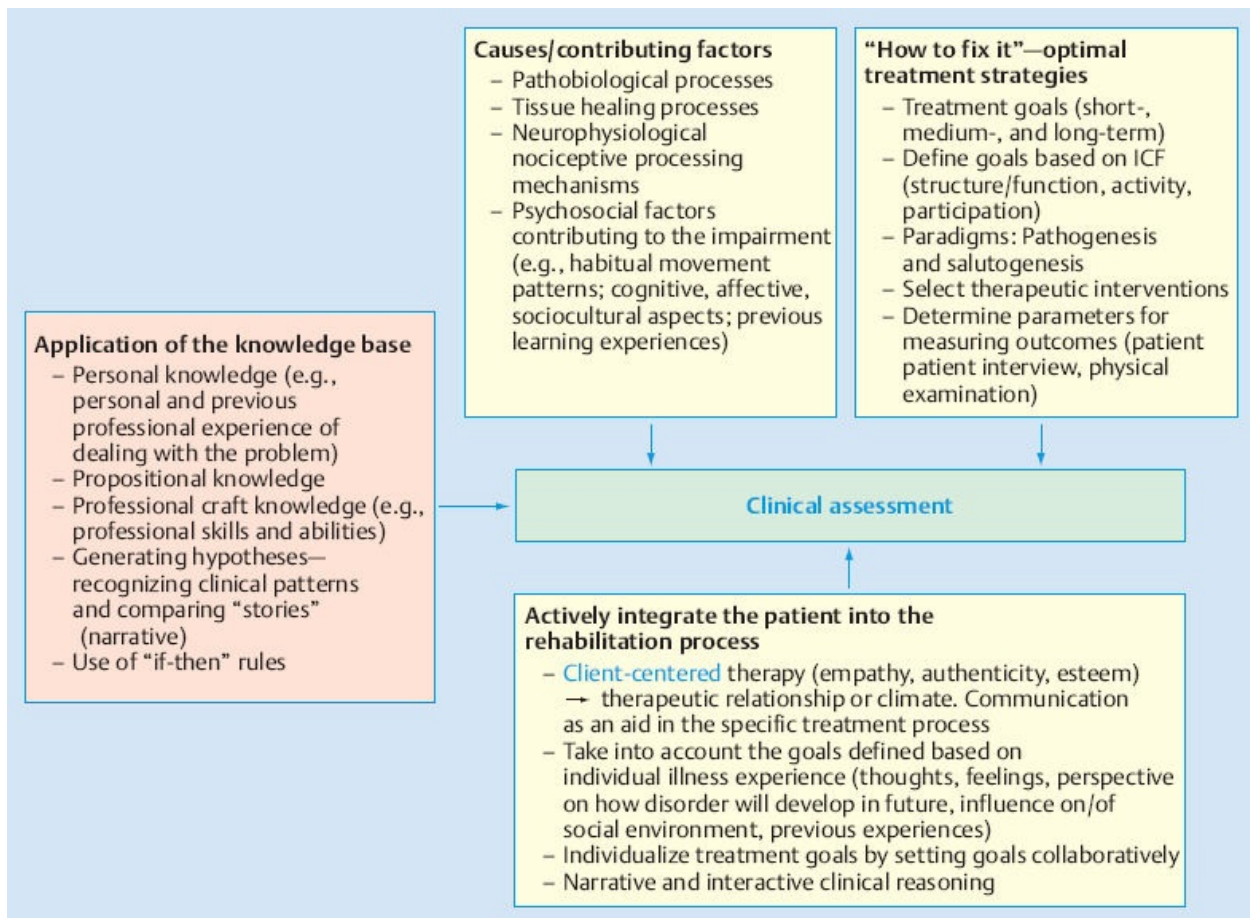 Causes/contributing factors
– Pathobiological processes
– Tissue healing processes
– Neurophysiological
nociceptive processing
mechanisms
– Psychosocial factors
contributing to the impairment
(e.g., habitual movement
patterns; cognitive, affective,
sociocultural aspects; previous
learning experiences)
“How to fix it”—optimal
treatment strategies
– Treatment goals (short-,
medium-, and long-term)
– Define goals based on ICF
(structure/function, activity,
participation)
– Paradigms: Pathogenesis
and salutogenesis
– Select therapeutic interventions
– Determine parameters for
measuring outcomes (patient
patient interview, physical
examination)
Application of the knowledge base
– Personal knowledge (e.g.,
personal and previous
professional experience of
dealing with the problem)
– Propositional knowledge
– Professional craft knowledge (e.g.,
professional skills and abilities)
– Generating hypotheses—
recognizing clinical patterns
and comparing “stories”
(narrative)
– Use of “if-then” rules
Clinical assessment
Actively integrate the patient into the
rehabilitation process
– Client-centered therapy (empathy, authenticity, esteem)
→ therapeutic relationship or climate. Communication
as an aid in the specific treatment process
– Take into account the goals defined based on
individual illness experience (thoughts, feelings, perspective
on how disorder will develop in future, influence on/of
social environment, previous experiences)
– Individualize treatment goals by setting goals collaboratively
– Narrative and interactive clinical reasoning